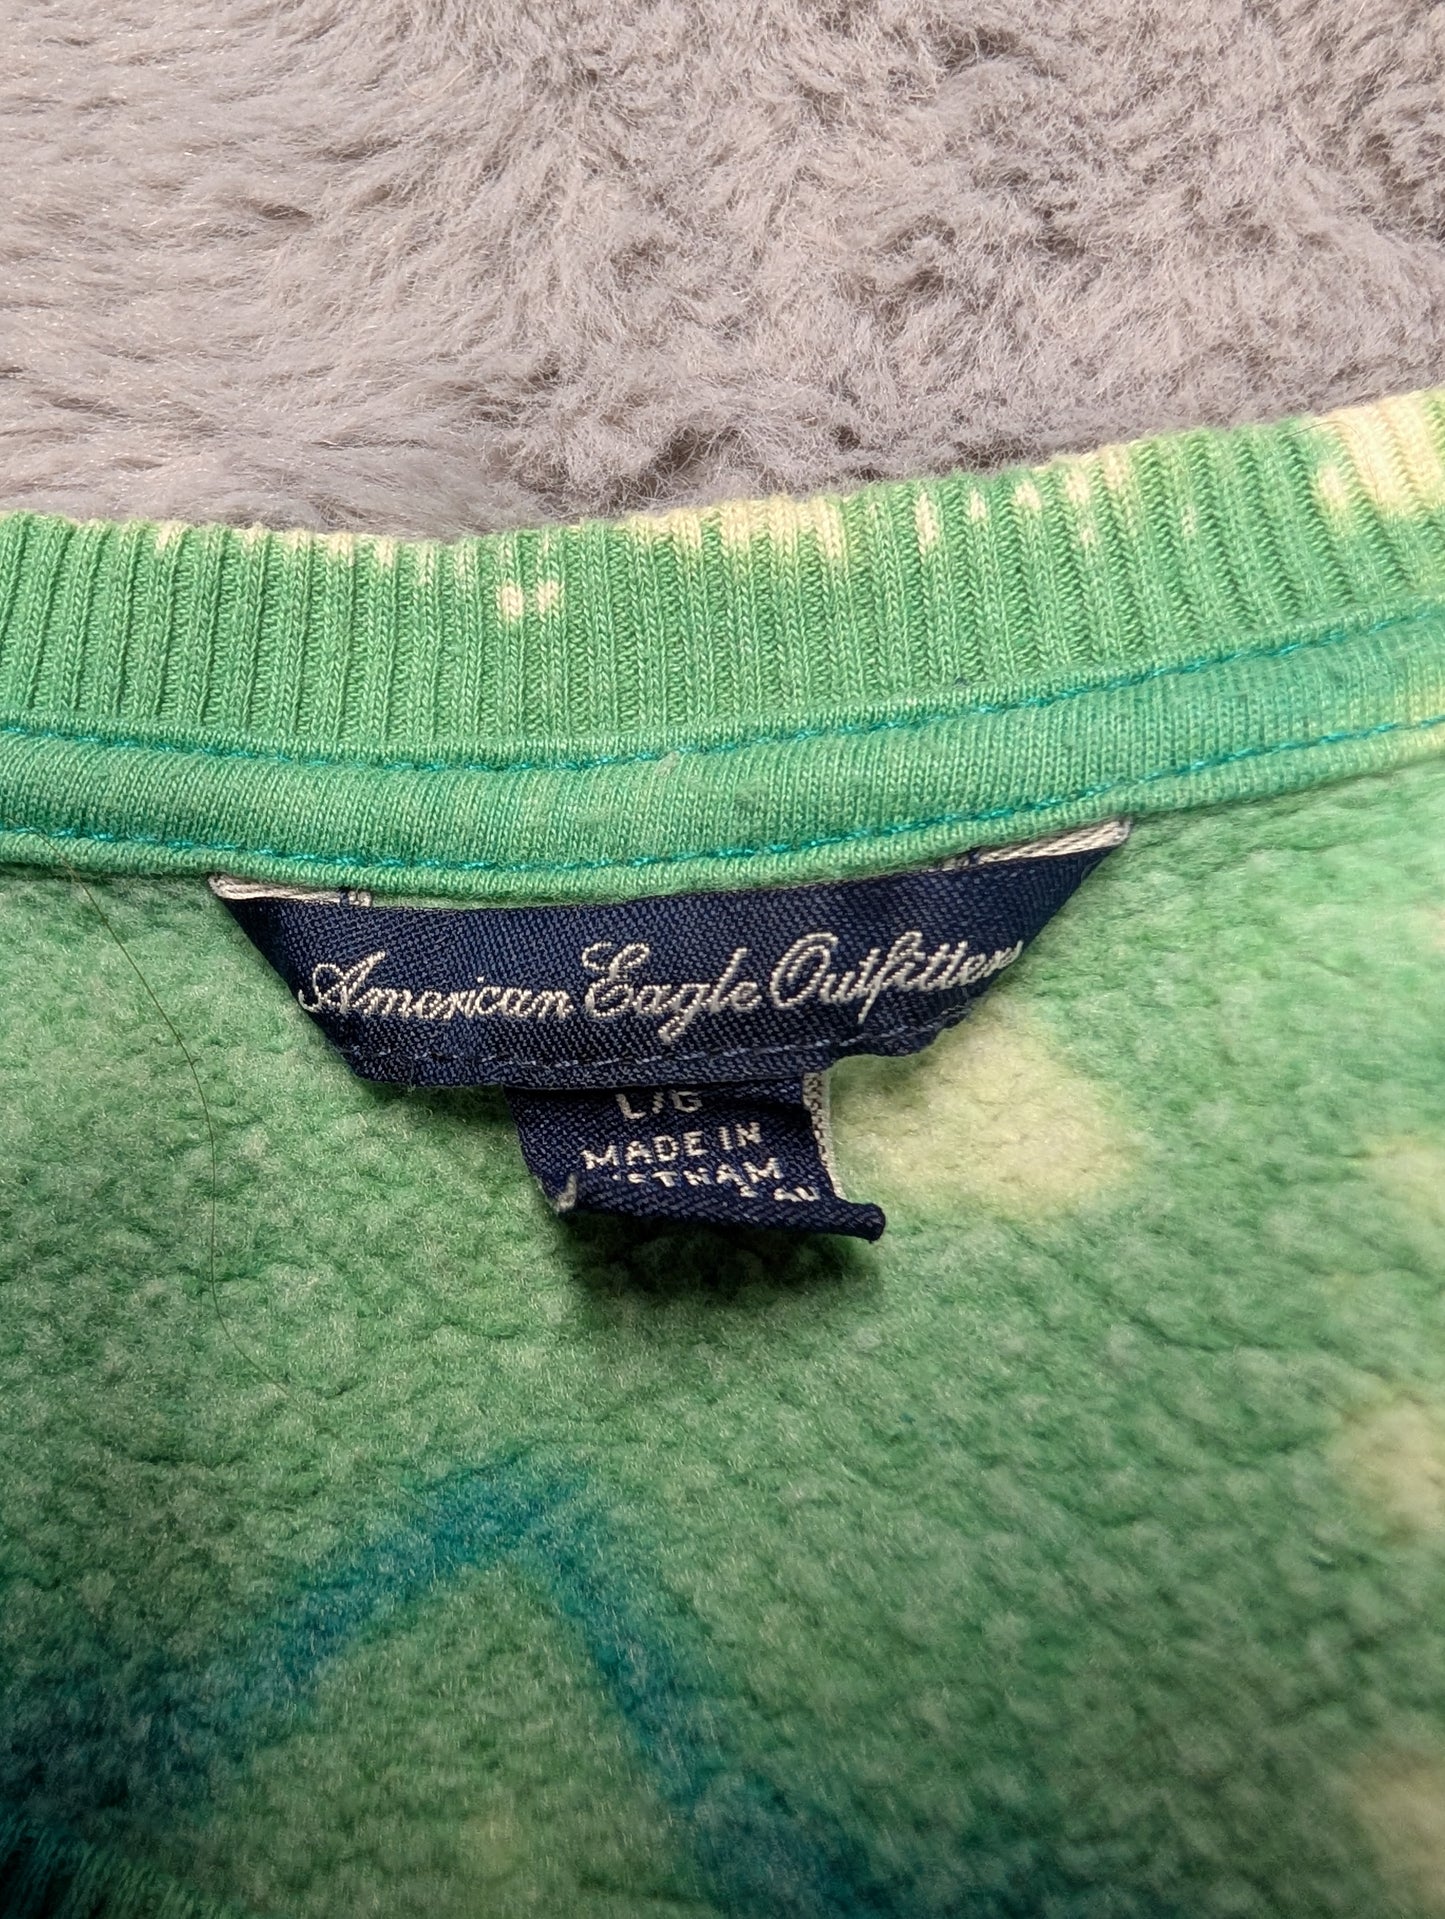 American Eagle Outfitters
L/G
MADE IN